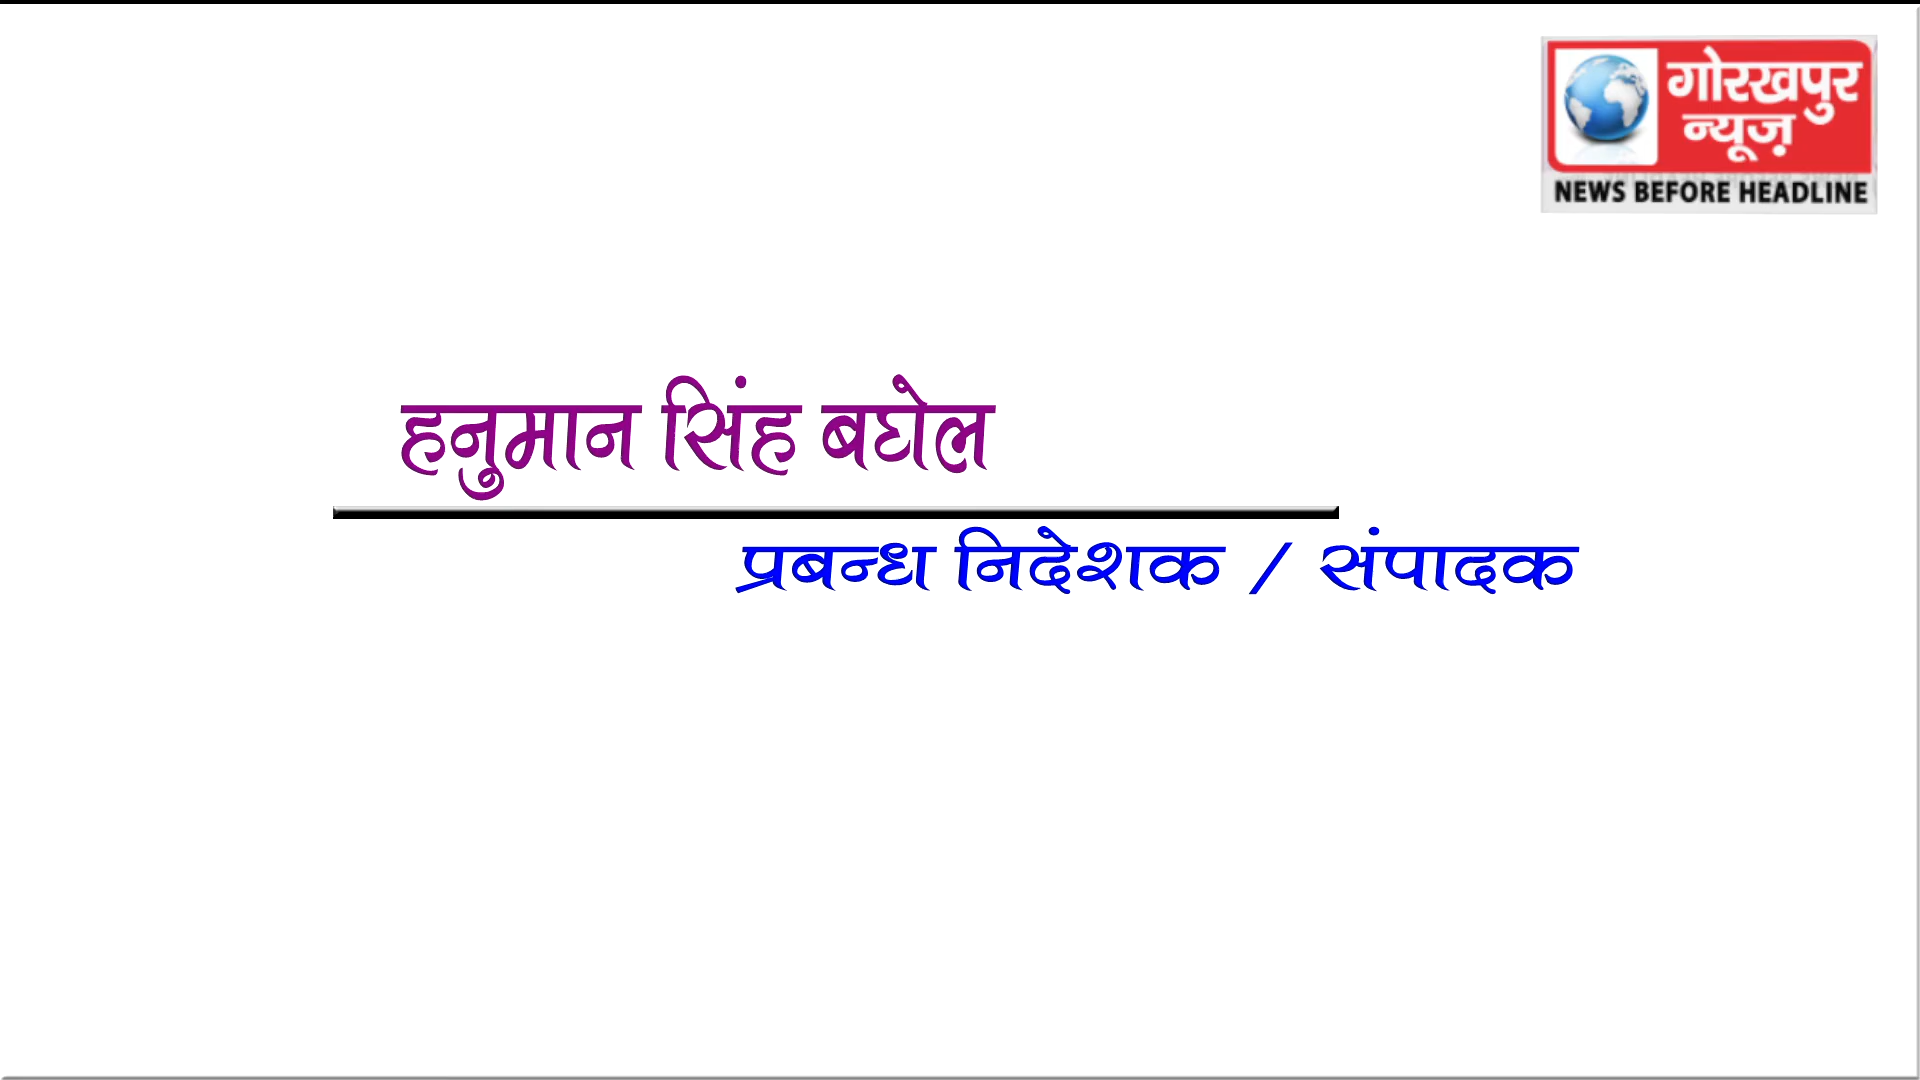 गोरखपुर
न्यूज़
NEWS BEFORE HEADLINE
हनुमान सिंह बघेल
प्रबन्ध निदेशक / संपादक